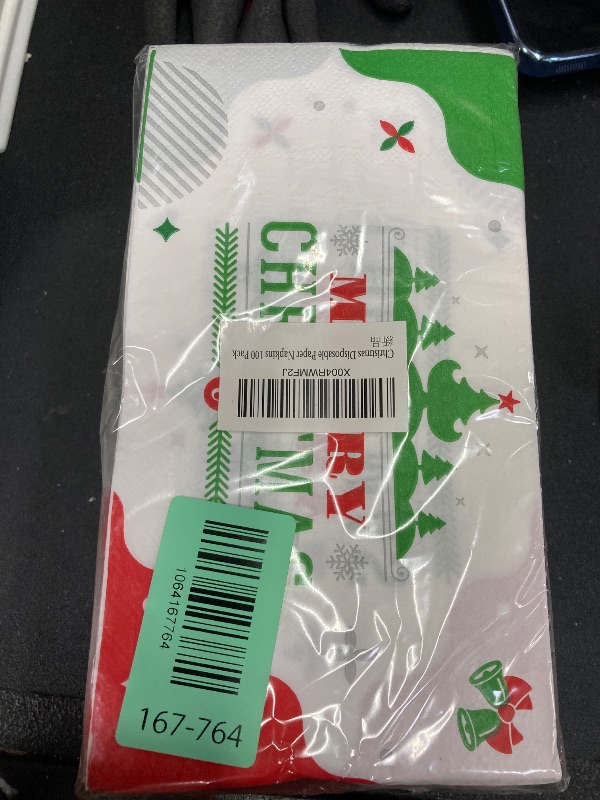 MERRY
CHRISTMAS
X004RWMF2J
Christmas Disposable Paper Napkins 100 Pack
新品
1064167764
167-764